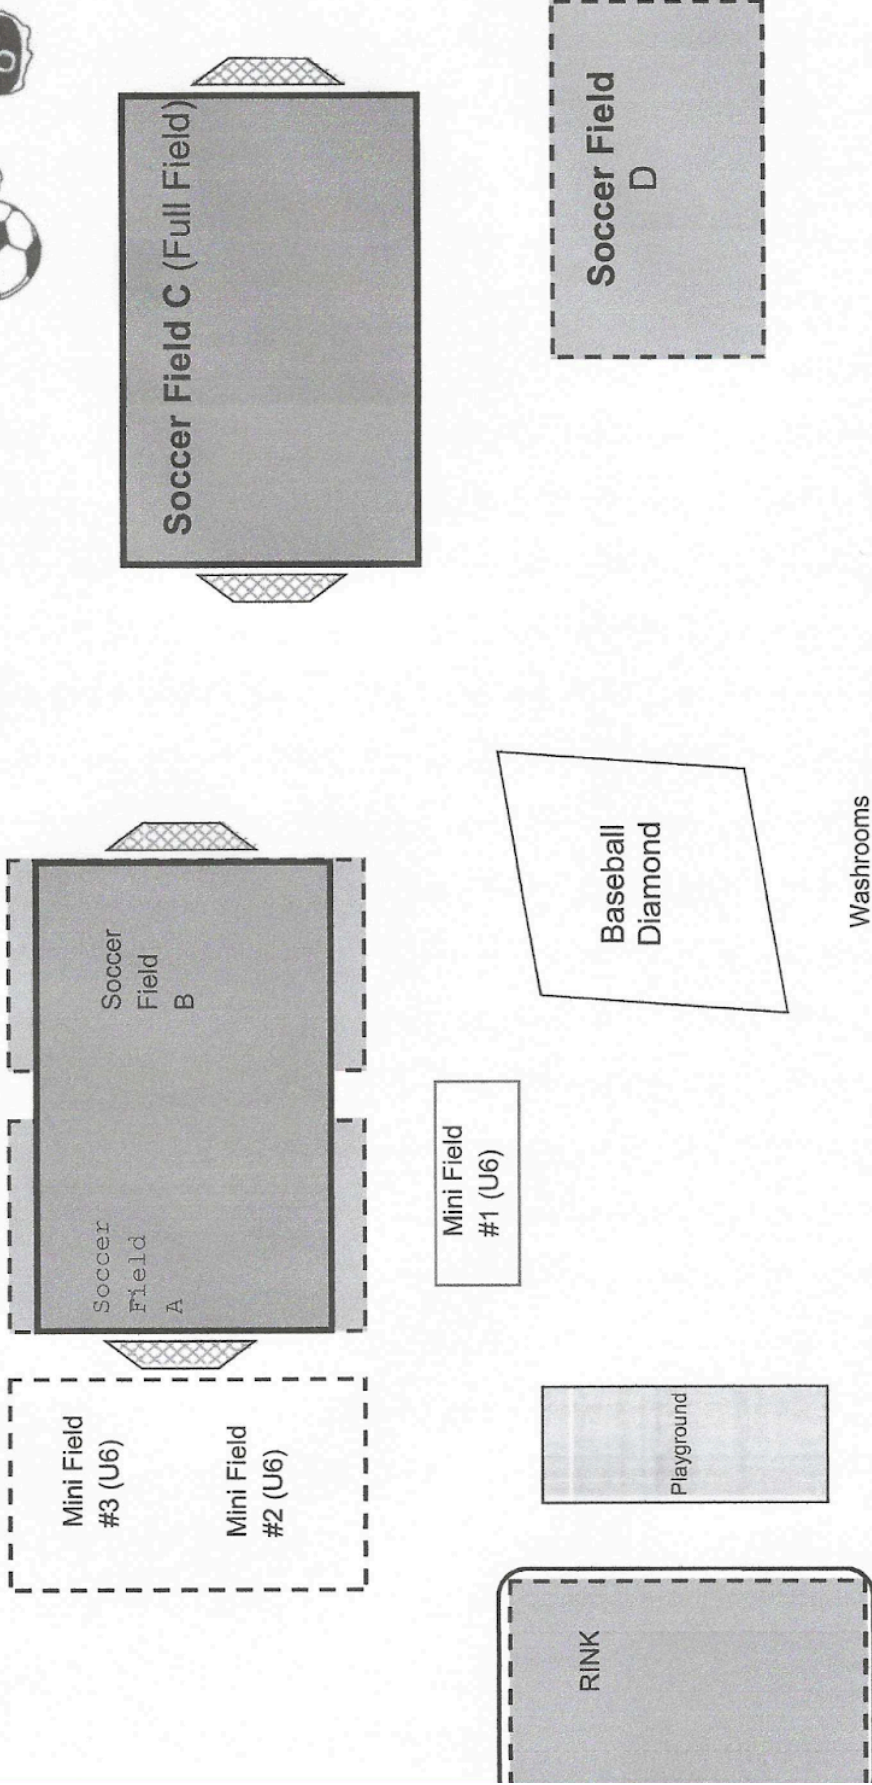 Soccer Field C (Full Field)
Soccer Field
D
Soccer
Field
B
Soccer
Field
A
Baseball
Diamond
Washrooms
Mini Field
#1 (U6)
Mini Field
#3 (U6)
Mini Field
#2 (U6)
Playground
RINK